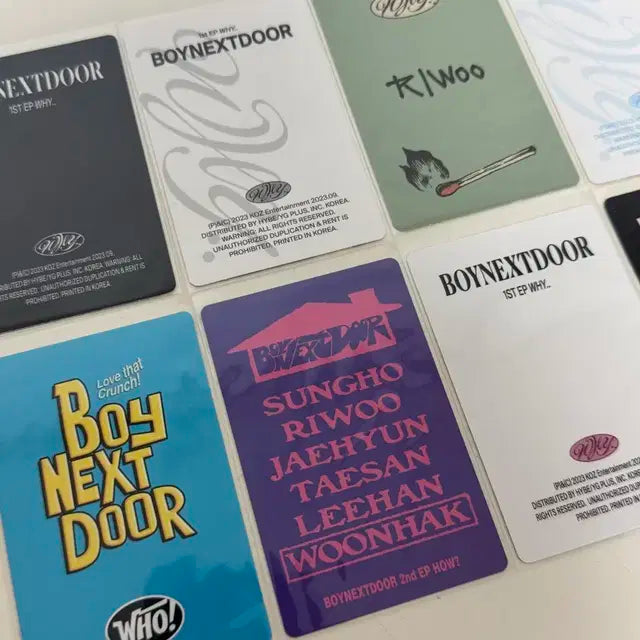 NEXTDOOR
1ST EP WHY..
Why..
(P)&(C) 2023 KOZ Entertainment 2023.09.
DISTRIBUTED BY HYBE/YG PLUS, INC. KOREA. WARNING: ALL
RIGHTS RESERVED. UNAUTHORIZED DUPLICATION & RENT IS
PROHIBITED. PRINTED IN KOREA
1st EP WHY..
BOYNEXTDOOR
Why..
Why..
(P)&(C) 2023 KOZ Entertainment 2023.09.
DISTRIBUTED BY HYBE/YG PLUS, INC. KOREA.
WARNING: ALL RIGHTS RESERVED.
UNAUTHORIZED DUPLICATION & RENT IS
PROHIBITED. PRINTED IN KOREA.
Why..
RIWOO
BOYNEXTDOOR
1ST EP WHY..
Why..
(P)&(C) 2023 KOZ Entertainment
DISTRIBUTED BY HYBE/YG PLUS, INC. KOREA.
RIGHTS RESERVED. UNAUTHORIZED DUPLICATION
PROHIBITED. PRINTED IN
Love that
Crunch!
BOY
NEXT
DOOR
WHO!
BOYNEXTDOOR
SUNGHO
RIWOO
JAEHYUN
TAESAN
LEEHAN
WOONHAK
BOYNEXTDOOR 2nd EP HOW?